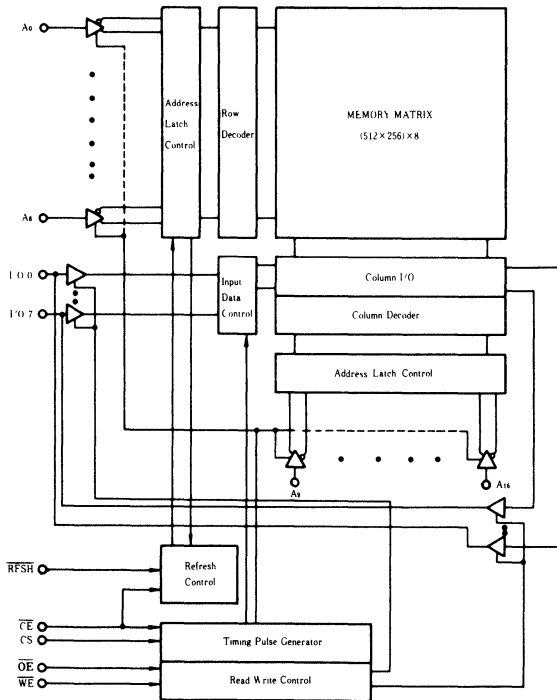 A0
Address
Latch
Control
Row
Decoder
MEMORY MATRIX
(512×256)×8
A8
I O 0
I/O 7
Input
Data
Control
Column I/O
Column Decoder
Address Latch Control
A9
A16
RFSH
Refresh
Control
CE
CS
Timing Pulse Generator
OE
WE
Read Write Control